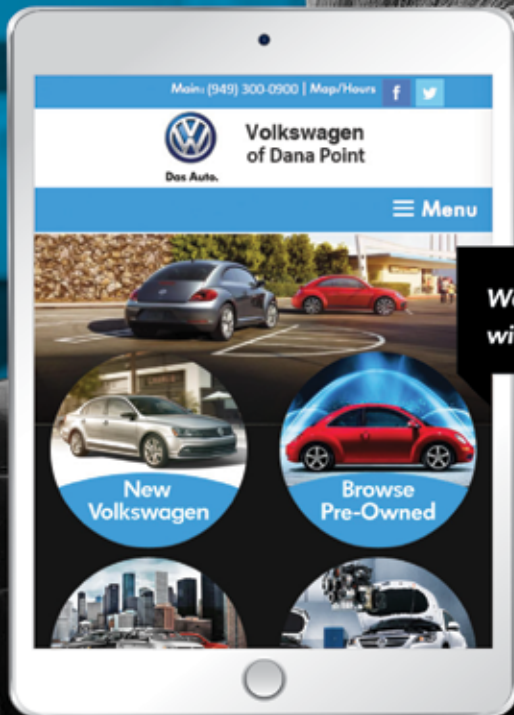 Main: (949) 300-0900 | Map/Hours
f
Volkswagen
of Dana Point
Das Auto.
Menu
New
Volkswagen
Browse
Pre-Owned